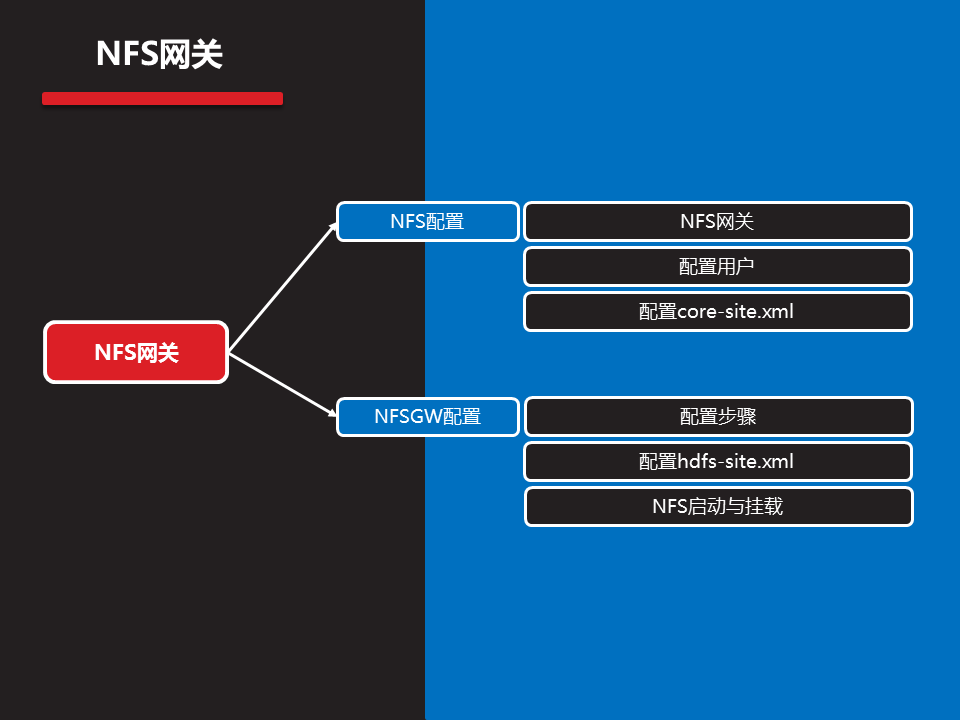 NFS网关
NFS网关
NFS配置
NFS网关
配置用户
配置core-site.xml
NFSGW配置
配置步骤
配置hdfs-site.xml
NFS启动与挂载